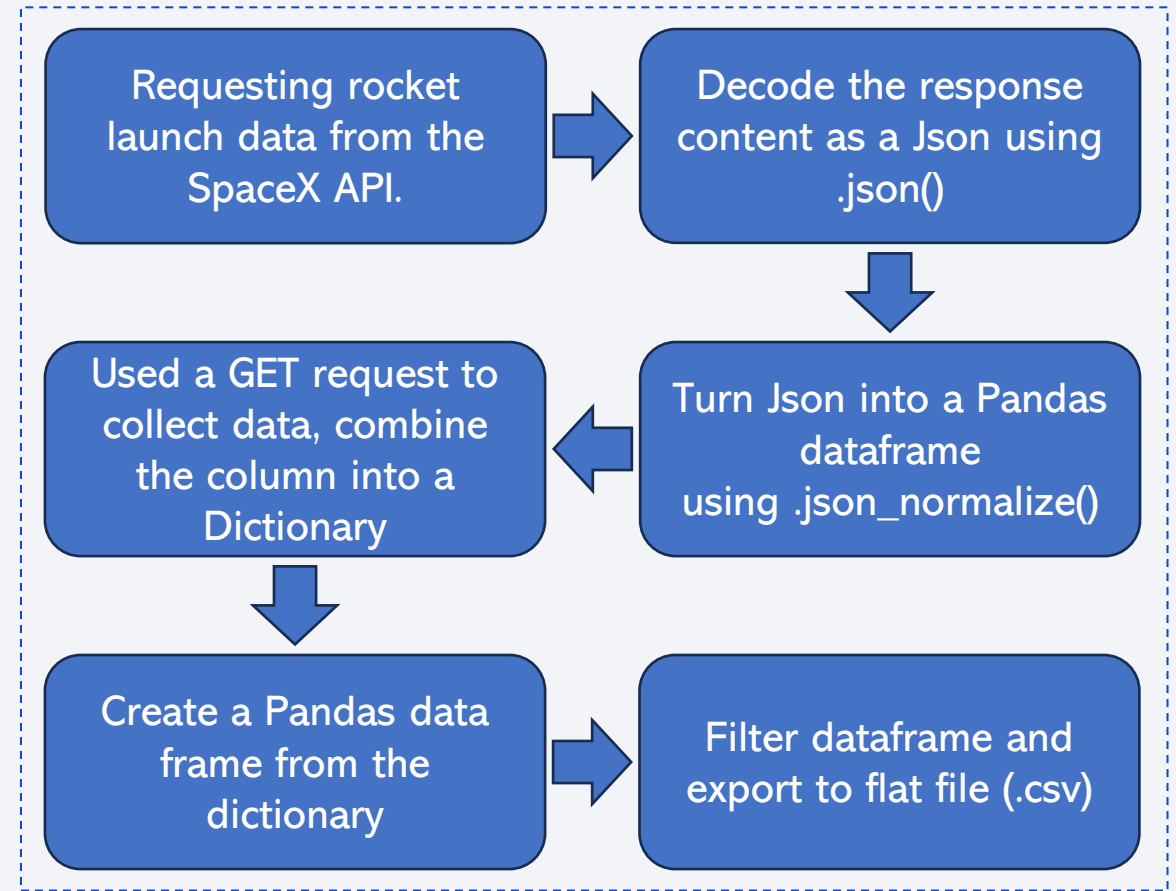 Requesting rocket
launch data from the
SpaceX API.
Decode the response
content as a Json using
.json()
Turn Json into a Pandas
dataframe
using .json_normalize()
Used a GET request to
collect data, combine
the column into a
Dictionary
Create a Pandas data
frame from the
dictionary
Filter dataframe and
export to flat file (.csv)